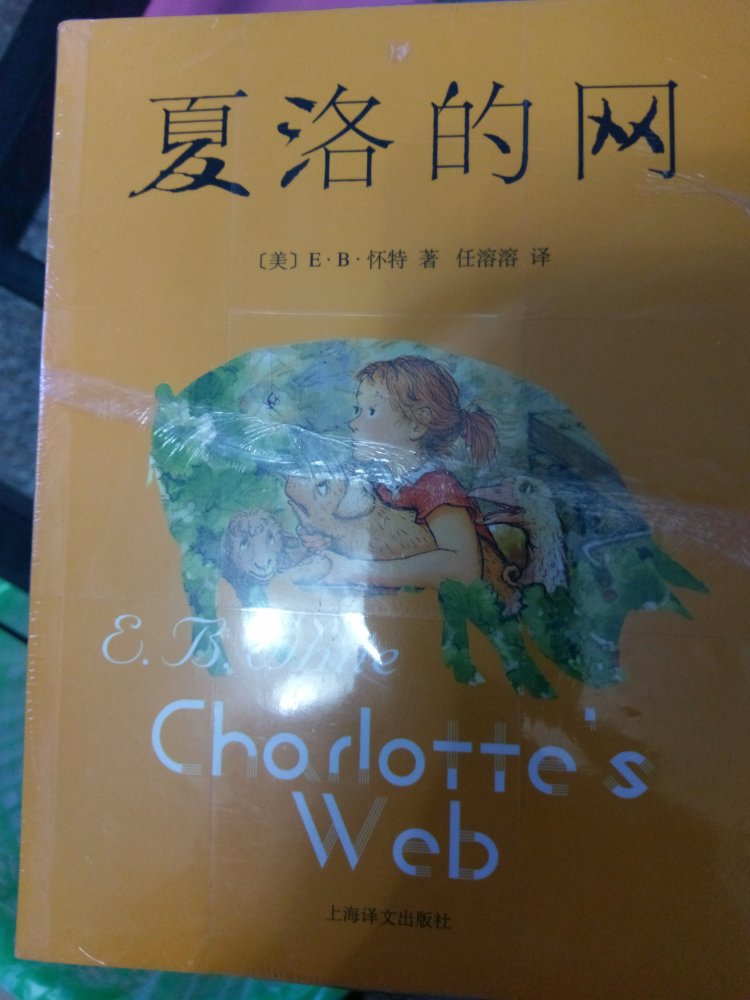 夏洛的网
〔美〕E·B·怀特 著 任溶溶 译
E. B. White
Charlotte's
Web
上海译文出版社